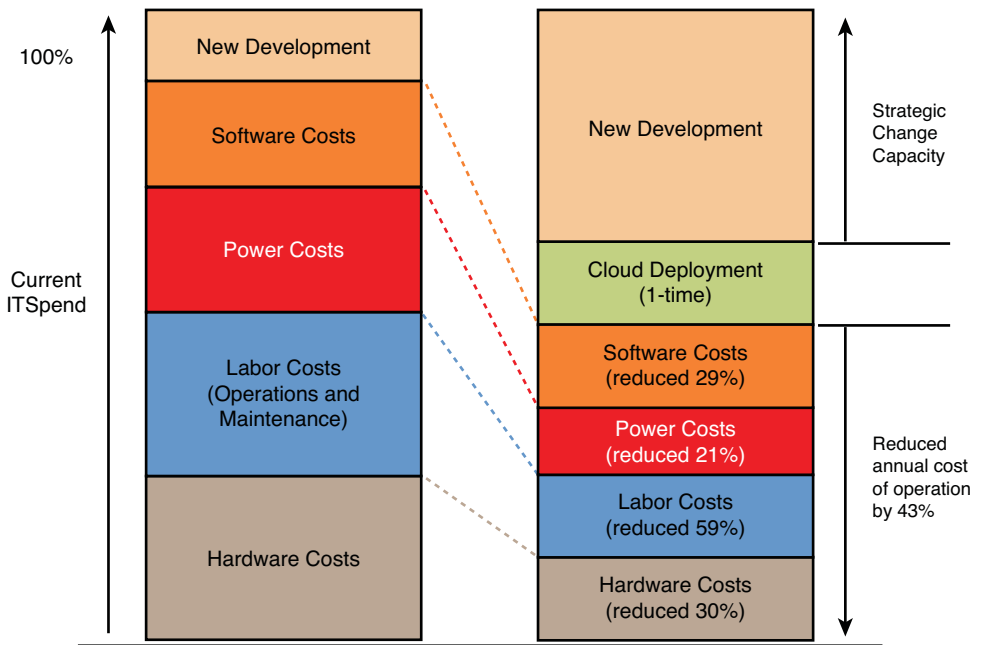 100%
Current
ITSpend
New Development
Software Costs
Power Costs
Labor Costs
(Operations and
Maintenance)
Hardware Costs
New Development
Cloud Deployment
(1-time)
Software Costs
(reduced 29%)
Power Costs
(reduced 21%)
Labor Costs
(reduced 59%)
Hardware Costs
(reduced 30%)
Strategic
Change
Capacity
Reduced
annual cost
of operation
by 43%